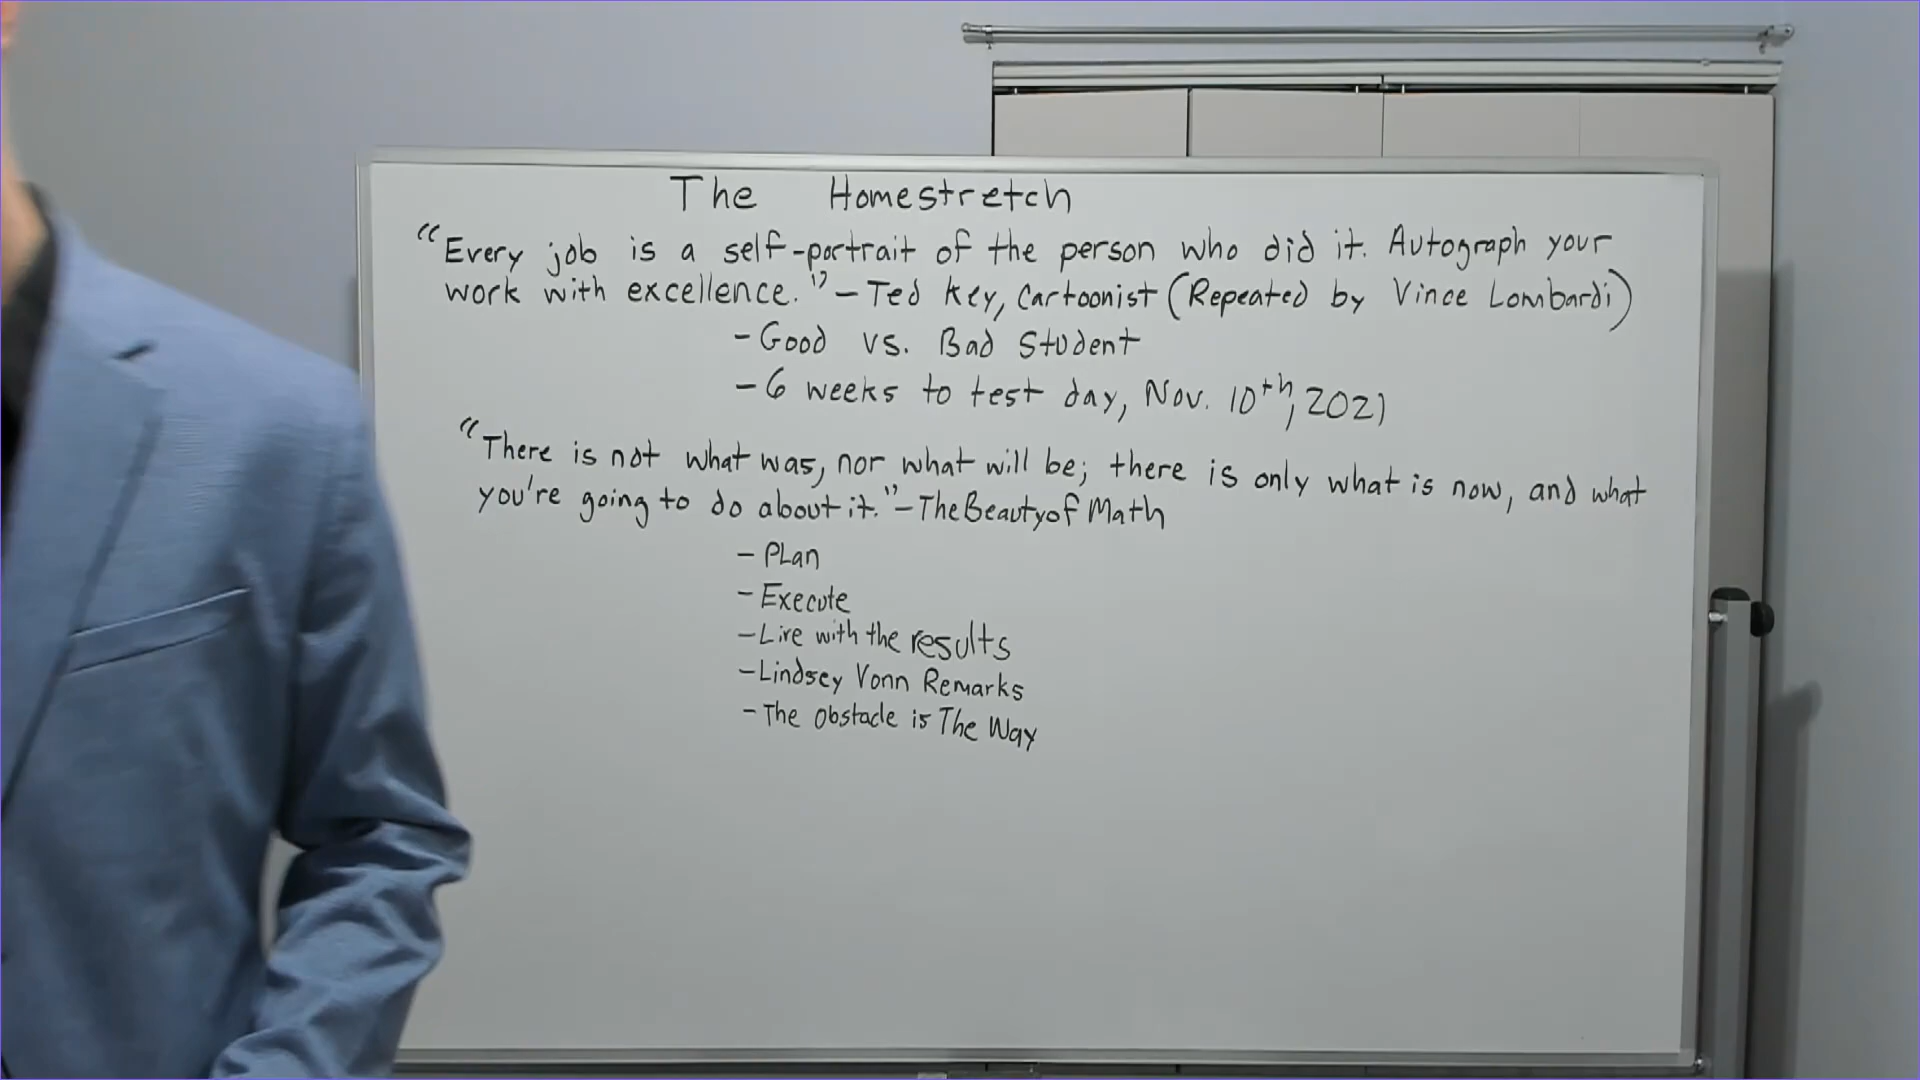 The Homestretch
"Every job is a self-portrait of the person who did it. Autograph your
work with excellence." - Ted Key, Cartoonist (Repeated by Vince Lombardi)
- Good vs. Bad Student
- 6 weeks to test day, Nov. 10th, 2021
"There is not what was, nor what will be; there is only what is now, and what
you're going to do about it." - TheBeautyof Math
- Plan
- Execute
- Live with the results
- Lindsey Vonn Remarks
- The Obstacle is The Way